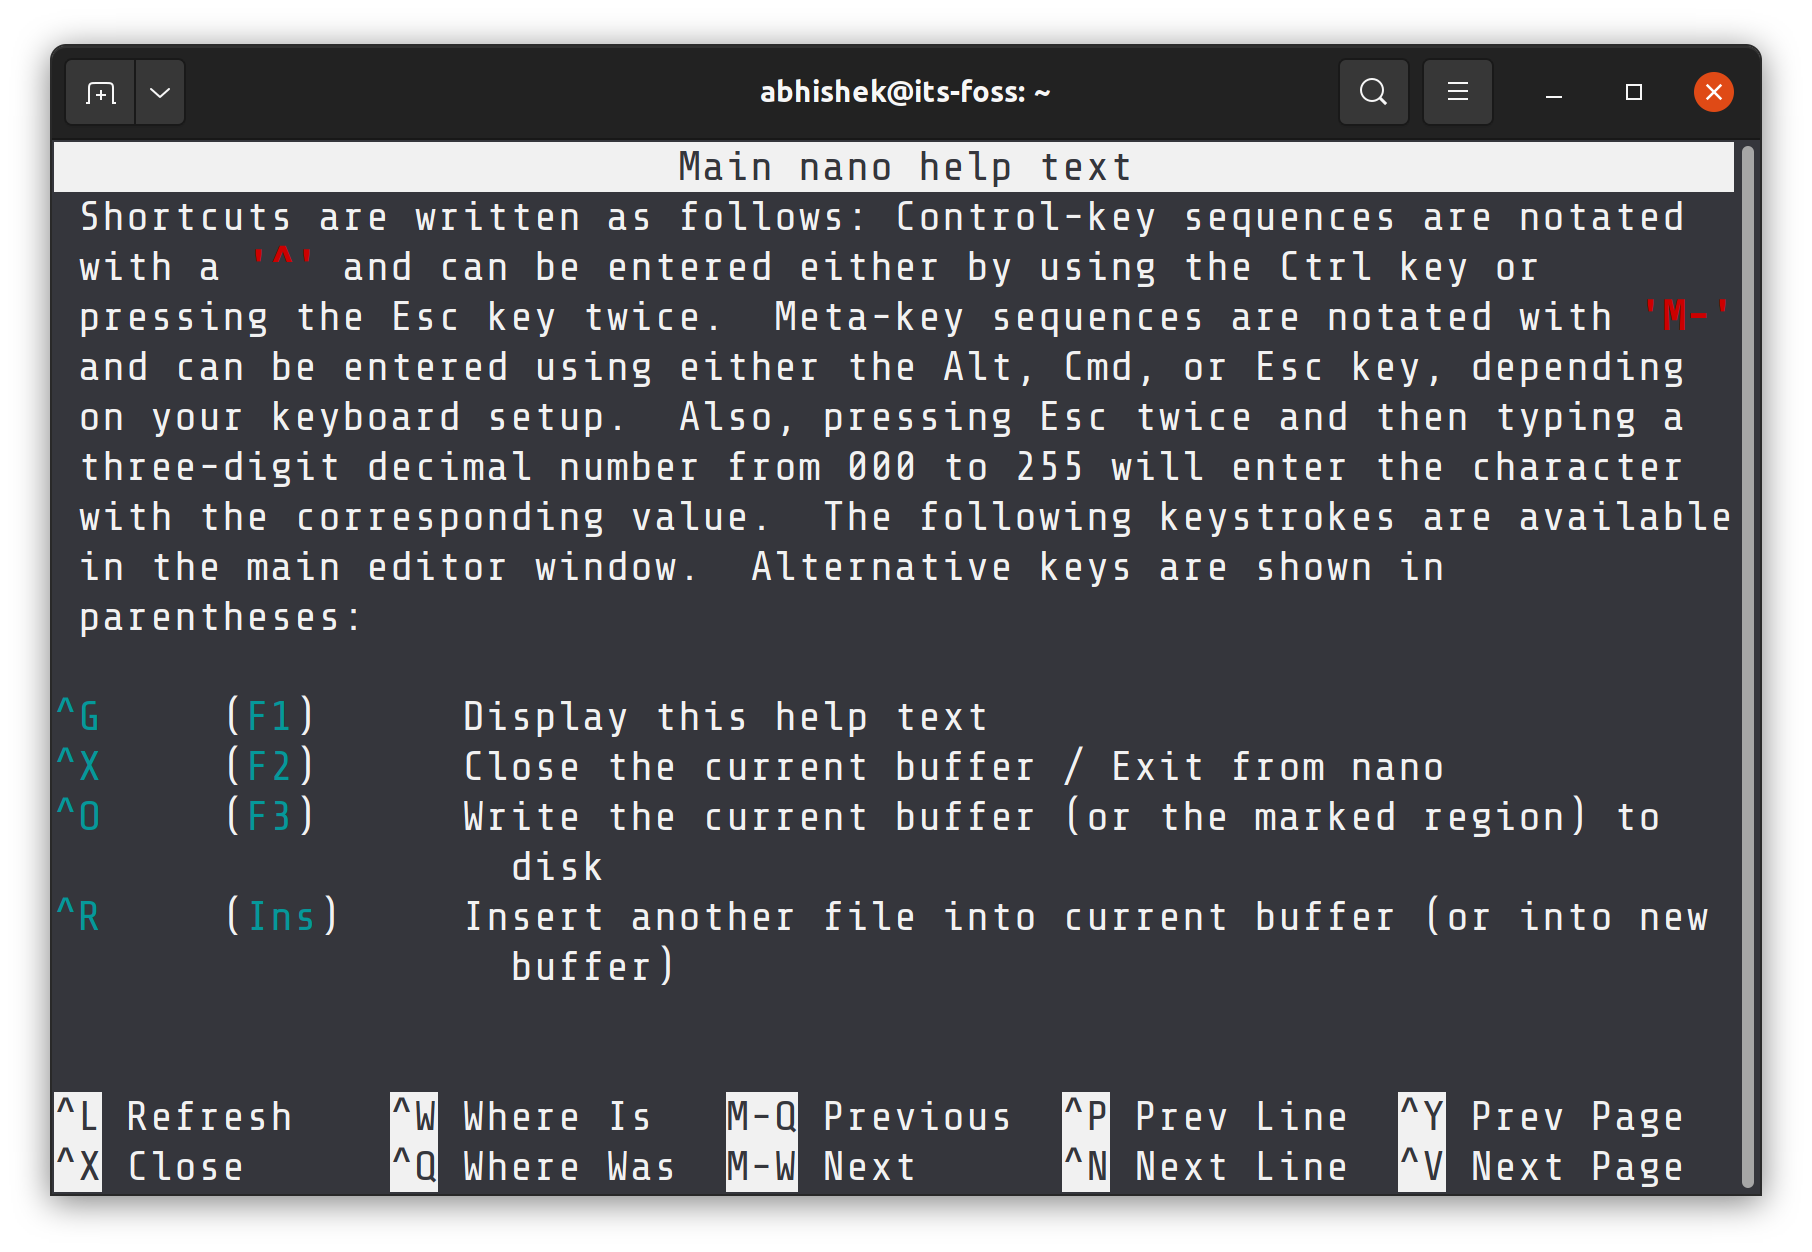 abhishek@its-foss: ~
Main nano help text
Shortcuts are written as follows: Control-key sequences are notated
with a '^' and can be entered either by using the Ctrl key or
pressing the Esc key twice.  Meta-key sequences are notated with 'M-'
and can be entered using either the Alt, Cmd, or Esc key, depending
on your keyboard setup.  Also, pressing Esc twice and then typing a
three-digit decimal number from 000 to 255 will enter the character
with the corresponding value.  The following keystrokes are available
in the main editor window.  Alternative keys are shown in
parentheses:
^G (F1) Display this help text
^X (F2) Close the current buffer / Exit from nano
^O (F3) Write the current buffer (or the marked region) to
disk
^R (Ins) Insert another file into current buffer (or into new
buffer)
^L Refresh ^W Where Is M-Q Previous ^P Prev Line ^Y Prev Page
^X Close ^Q Where Was M-W Next ^N Next Line ^V Next Page